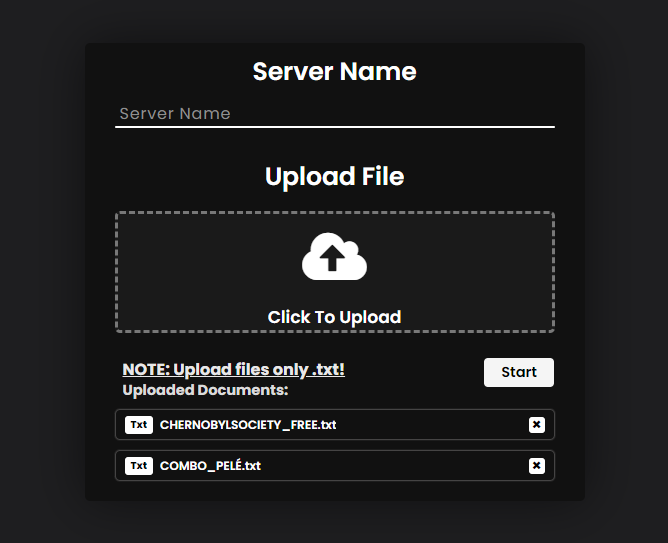 Server Name
Server Name
Upload File
Click To Upload
NOTE: Upload files only .txt!
Start
Uploaded Documents:
Txt CHERNOBYLSOCIETY_FREE.txt
Txt COMBO_PELÉ.txt